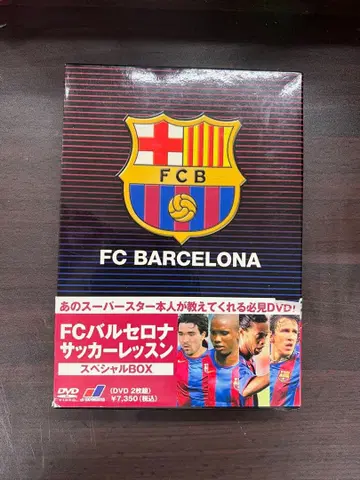 FCB
FC BARCELONA
あのスーパースター本人が教えてくれる必見DVD!
FCバルセロナ
サッカーレッスン
スペシャルBOX
DVD
VIDEO
(DVD 2枚組)
¥7,350(税込)